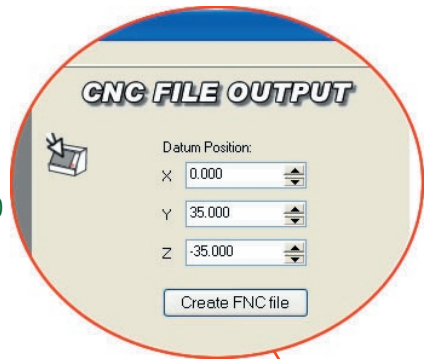 CNC FILE OUTPUT
Datum Position:
X 0.000
Y 35.000
Z -35.000
Create FNC file